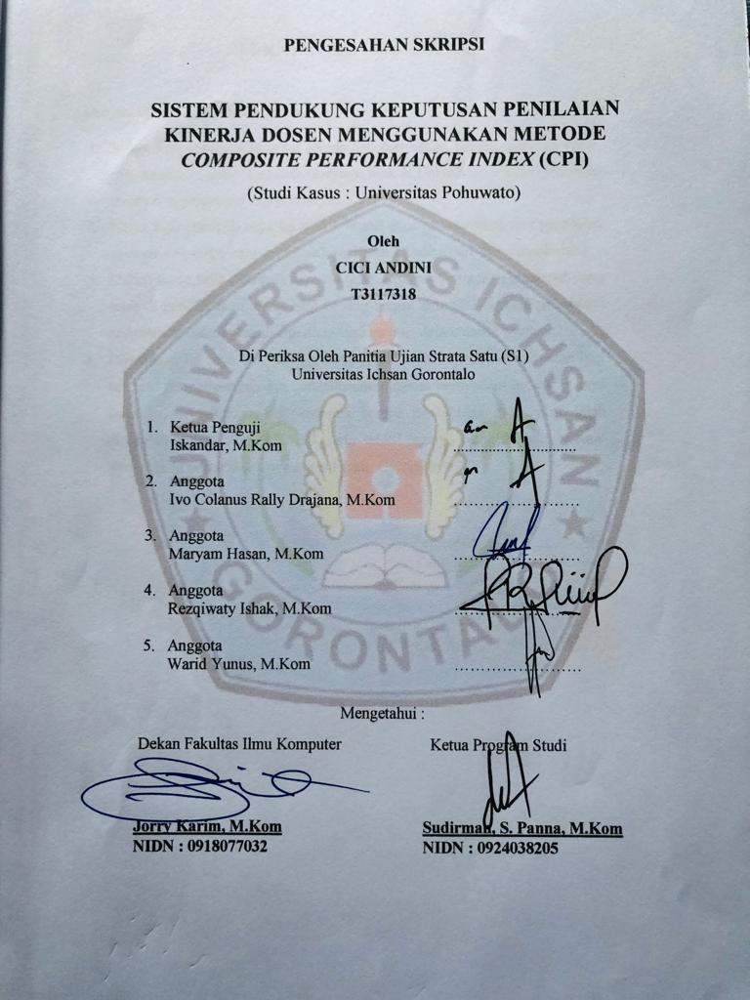 PENGESAHAN SKRIPSI
SISTEM PENDUKUNG KEPUTUSAN PENILAIAN
KINERJA DOSEN MENGGUNAKAN METODE
COMPOSITE PERFORMANCE INDEX (CPI)
(Studi Kasus : Universitas Pohuwato)
Oleh
CICI ANDINI
T3117318
Di Periksa Oleh Panitia Ujian Strata Satu (S1)
Universitas Ichsan Gorontalo
UNIVERSITAS ICHSAN
GORONTALO
1. Ketua Penguji
Iskandar, M.Kom
2. Anggota
Ivo Colanus Rally Drajana, M.Kom
3. Anggota
Maryam Hasan, M.Kom
4. Anggota
Rezqiwaty Ishak, M.Kom
5. Anggota
Warid Yunus, M.Kom
Mengetahui :
Dekan Fakultas Ilmu Komputer
Jorry Karim, M.Kom
NIDN : 0918077032
Ketua Program Studi
Sudirman, S. Panna, M.Kom
NIDN : 0924038205